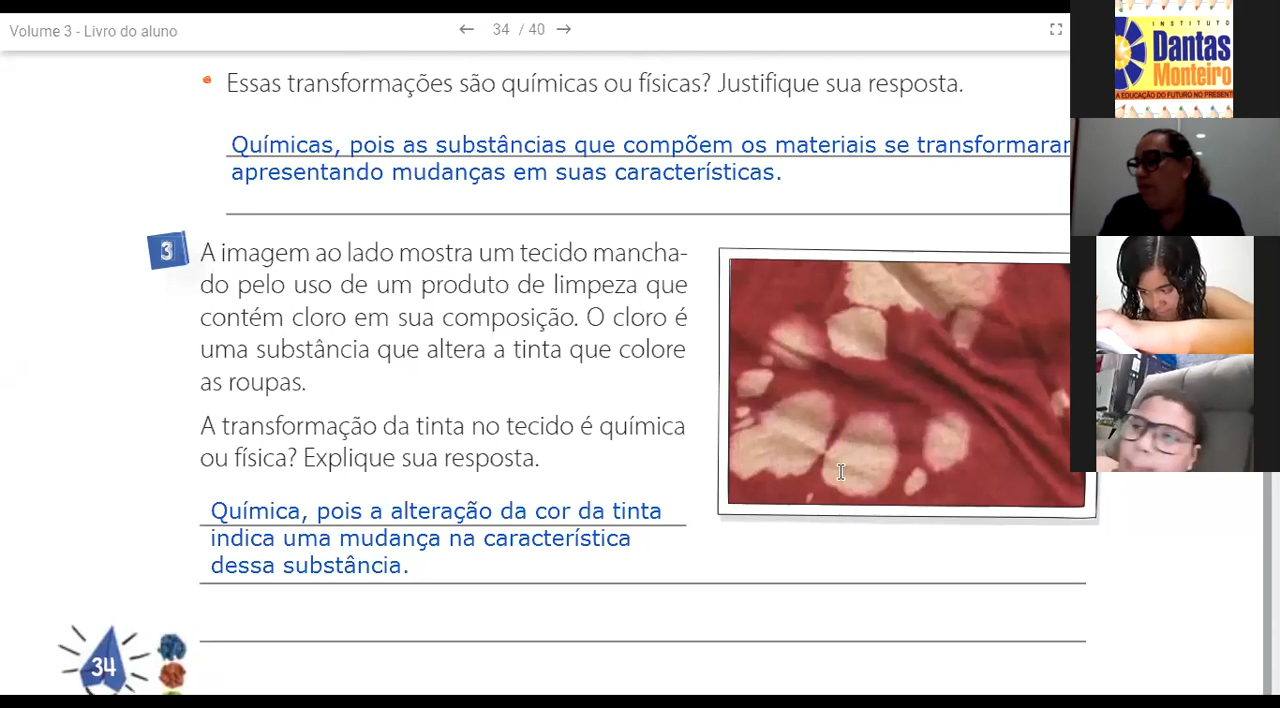 Volume 3 - Livro do aluno
34 / 40
Essas transformações são químicas ou físicas? Justifique sua resposta.
Químicas, pois as substâncias que compõem os materiais se transformaram
apresentando mudanças em suas características.
3
A imagem ao lado mostra um tecido mancha-
do pelo uso de um produto de limpeza que
contém cloro em sua composição. O cloro é
uma substância que altera a tinta que colore
as roupas.
A transformação da tinta no tecido é química
ou física? Explique sua resposta.
Química, pois a alteração da cor da tinta
indica uma mudança na característica
dessa substância.
34
INSTITUTO
Dantas
Monteiro
A EDUCAÇÃO DO FUTURO NO PRESENT